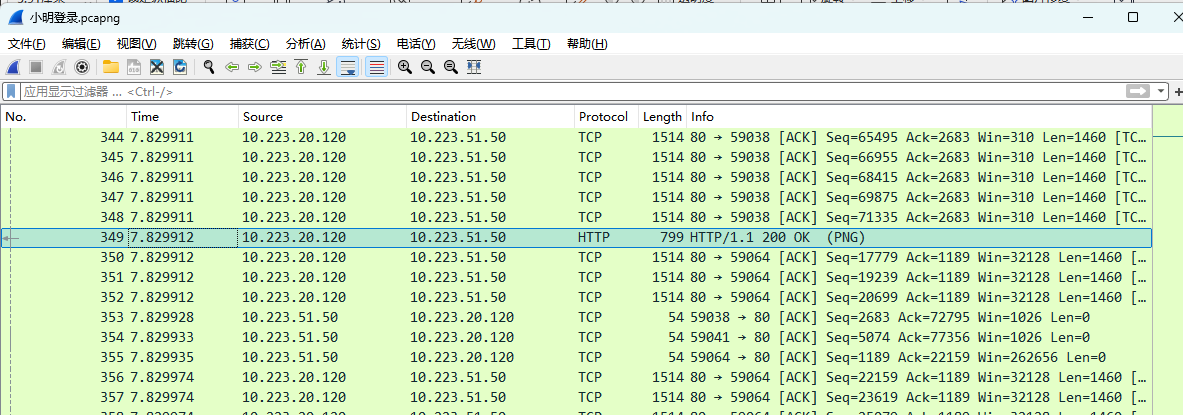 小明登录.pcapng
文件(F) 编辑(E) 视图(V) 跳转(G) 捕获(C) 分析(A) 统计(S) 电话(Y) 无线(W) 工具(T) 帮助(H)
应用显示过滤器 … <Ctrl-/>
No. Time Source Destination Protocol Length Info
344 7.829911 10.223.20.120 10.223.51.50 TCP 1514 80 → 59038 [ACK] Seq=65495 Ack=2683 Win=310 Len=1460 [TC…
345 7.829911 10.223.20.120 10.223.51.50 TCP 1514 80 → 59038 [ACK] Seq=66955 Ack=2683 Win=310 Len=1460 [TC…
346 7.829911 10.223.20.120 10.223.51.50 TCP 1514 80 → 59038 [ACK] Seq=68415 Ack=2683 Win=310 Len=1460 [TC…
347 7.829911 10.223.20.120 10.223.51.50 TCP 1514 80 → 59038 [ACK] Seq=69875 Ack=2683 Win=310 Len=1460 [TC…
348 7.829911 10.223.20.120 10.223.51.50 TCP 1514 80 → 59038 [ACK] Seq=71335 Ack=2683 Win=310 Len=1460 [TC…
349 7.829912 10.223.20.120 10.223.51.50 HTTP 799 HTTP/1.1 200 OK (PNG)
350 7.829912 10.223.20.120 10.223.51.50 TCP 1514 80 → 59064 [ACK] Seq=17779 Ack=1189 Win=32128 Len=1460 […
351 7.829912 10.223.20.120 10.223.51.50 TCP 1514 80 → 59064 [ACK] Seq=19239 Ack=1189 Win=32128 Len=1460 […
352 7.829912 10.223.20.120 10.223.51.50 TCP 1514 80 → 59064 [ACK] Seq=20699 Ack=1189 Win=32128 Len=1460 […
353 7.829928 10.223.51.50 10.223.20.120 TCP 54 59038 → 80 [ACK] Seq=2683 Ack=72795 Win=1026 Len=0
354 7.829933 10.223.51.50 10.223.20.120 TCP 54 59041 → 80 [ACK] Seq=5074 Ack=77356 Win=1026 Len=0
355 7.829935 10.223.51.50 10.223.20.120 TCP 54 59064 → 80 [ACK] Seq=1189 Ack=22159 Win=262656 Len=0
356 7.829974 10.223.20.120 10.223.51.50 TCP 1514 80 → 59064 [ACK] Seq=22159 Ack=1189 Win=32128 Len=1460 […
357 7.829974 10.223.20.120 10.223.51.50 TCP 1514 80 → 59064 [ACK] Seq=23619 Ack=1189 Win=32128 Len=1460 […